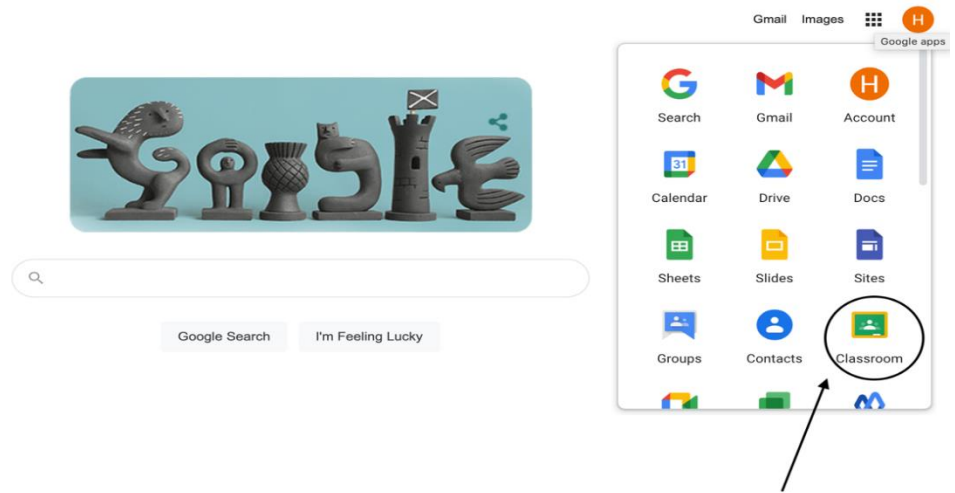 Gmail Images H
Google apps
Google
Search Gmail H Account
31
Calendar Drive Docs
Sheets Slides Sites
Google Search I'm Feeling Lucky
Groups Contacts Classroom